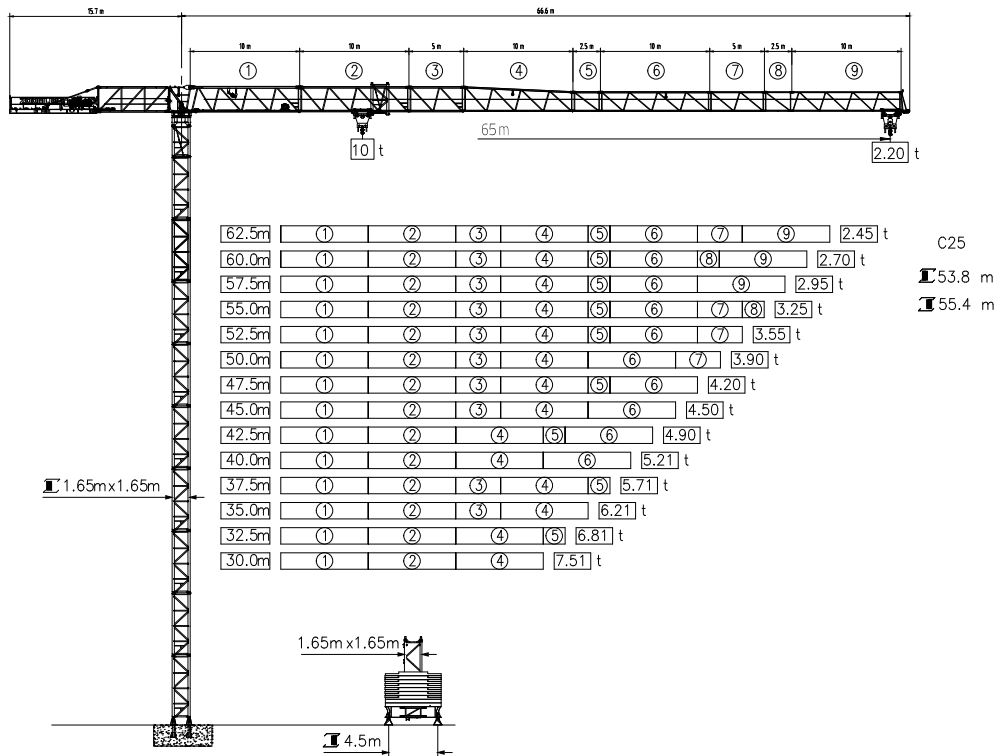 15.7 m 66.6 m
10 m 10 m 5 m 10 m 2.5 m 10 m 5 m 2.5 m 10 m
① ② ③ ④ ⑤ ⑥ ⑦ ⑧ ⑨
65m
10 t 2.20 t
62.5m ① ② ③ ④ ⑤ ⑥ ⑦ ⑨ 2.45 t
60.0m ① ② ③ ④ ⑤ ⑥ ⑧ ⑨ 2.70 t
57.5m ① ② ③ ④ ⑤ ⑥ ⑨ 2.95 t
55.0m ① ② ③ ④ ⑤ ⑥ ⑦ ⑧ 3.25 t
52.5m ① ② ③ ④ ⑤ ⑥ ⑦ 3.55 t
50.0m ① ② ③ ④ ⑥ ⑦ 3.90 t
47.5m ① ② ③ ④ ⑤ ⑥ 4.20 t
45.0m ① ② ③ ④ ⑥ 4.50 t
42.5m ① ② ④ ⑤ ⑥ 4.90 t
40.0m ① ② ④ ⑥ 5.21 t
37.5m ① ② ③ ④ ⑤ 5.71 t
35.0m ① ② ③ ④ 6.21 t
32.5m ① ② ④ ⑤ 6.81 t
30.0m ① ② ④ 7.51 t
C25
53.8 m
55.4 m
1.65mx1.65m
1.65mx1.65m
4.5m